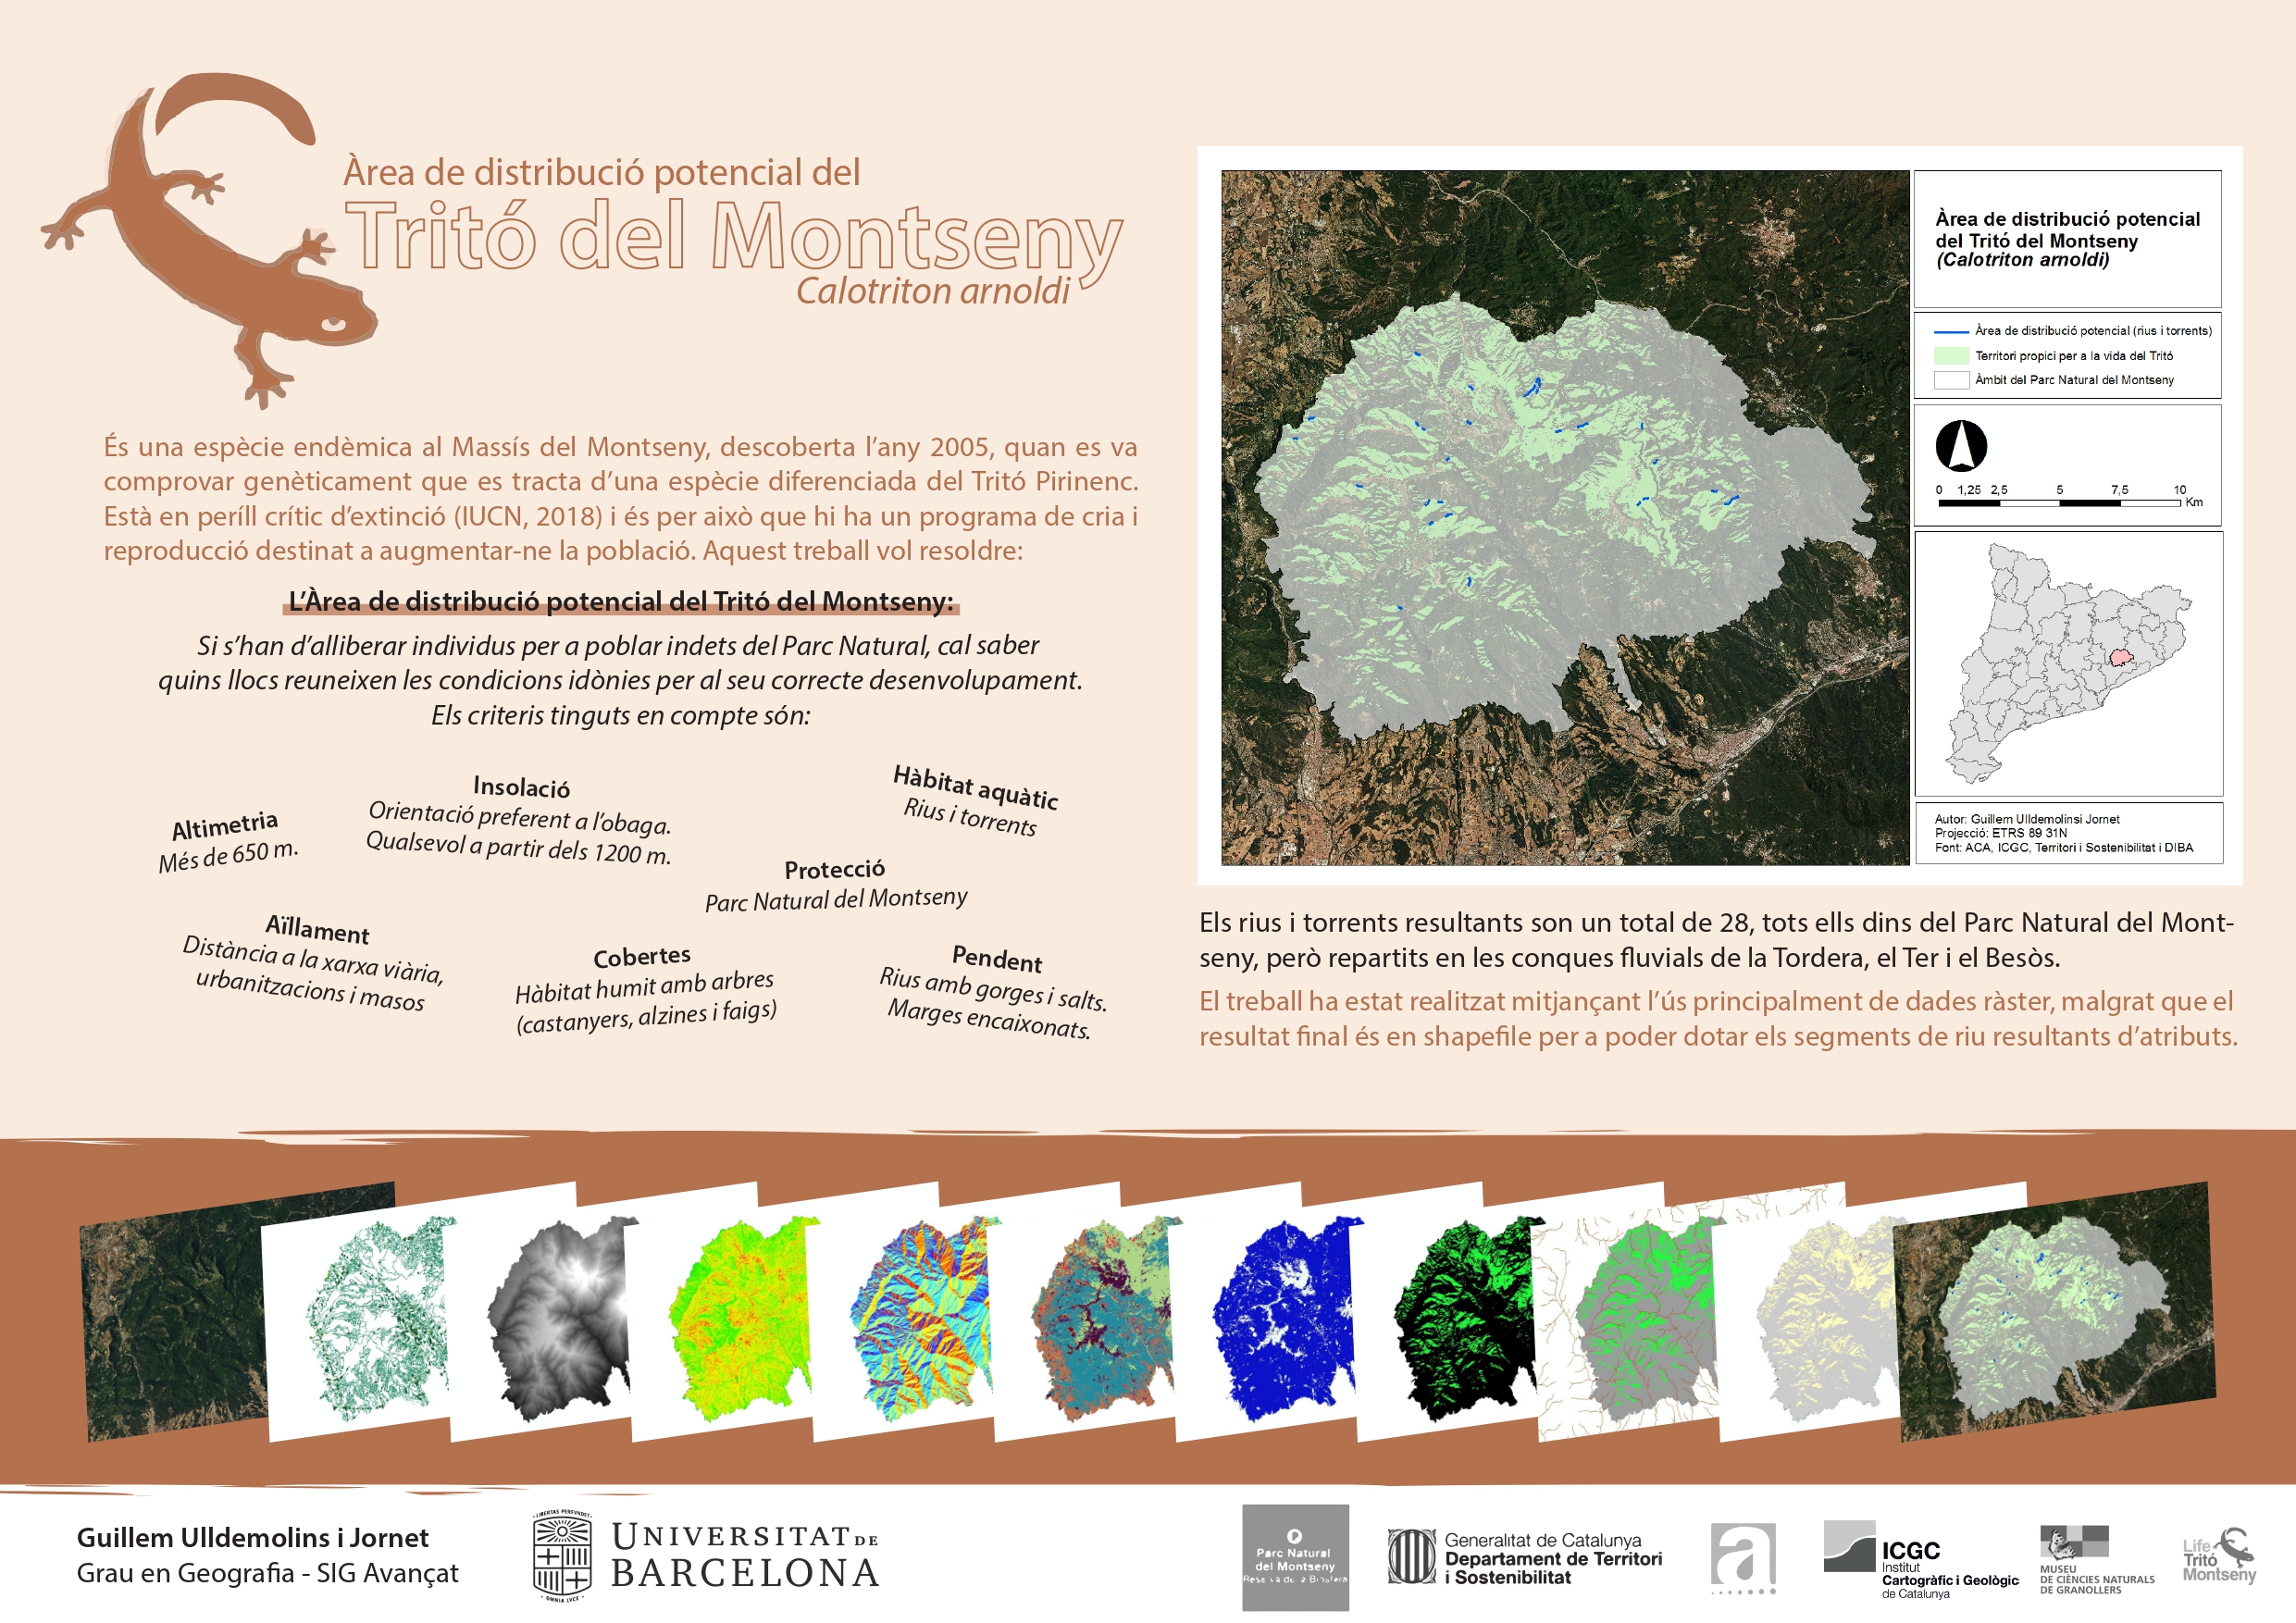 Àrea de distribució potencial del
Tritó del Montseny
Calotriton arnoldi
És una espècie endèmica al Massís del Montseny, descoberta l'any 2005, quan es va
comprovar genèticament que es tracta d'una espècie diferenciada del Tritó Pirinenc.
Està en períll crític d'extinció (IUCN, 2018) i és per això que hi ha un programa de cria i
reproducció destinat a augmentar-ne la població. Aquest treball vol resoldre:
L'Àrea de distribució potencial del Tritó del Montseny:
Si s'han d'alliberar individus per a poblar indets del Parc Natural, cal saber
quins llocs reuneixen les condicions idònies per al seu correcte desenvolupament.
Els criteris tinguts en compte són:
Altimetria
Més de 650 m.
Insolació
Orientació preferent a l'obaga.
Qualsevol a partir dels 1200 m.
Hàbitat aquàtic
Rius i torrents
Protecció
Parc Natural del Montseny
Aïllament
Distància a la xarxa viària,
urbanitzacions i masos
Cobertes
Hàbitat humit amb arbres
(castanyers, alzines i faigs)
Pendent
Rius amb gorges i salts.
Marges encaixonats.
Àrea de distribució potencial
del Tritó del Montseny
(Calotriton arnoldi)
Àrea de distribució potencial (rius i torrents)
Territori propici per a la vida del Tritó
Àmbit del Parc Natural del Montseny
0 1,25 2,5 5 7,5 10
Km
Autor: Guillem Ulldemolinsi Jornet
Projecció: ETRS 89 31N
Font: ACA, ICGC, Territori i Sostenibilitat i DIBA
Els rius i torrents resultants son un total de 28, tots ells dins del Parc Natural del Mont-
seny, però repartits en les conques fluvials de la Tordera, el Ter i el Besòs.
El treball ha estat realitzat mitjançant l'ús principalment de dades ràster, malgrat que el
resultat final és en shapefile per a poder dotar els segments de riu resultants d'atributs.
Guillem Ulldemolins i Jornet
Grau en Geografia - SIG Avançat
LIBERTAS PERFUNDET
OMNIA LUCE
UNIVERSITAT DE
BARCELONA
Parc Natural
del Montseny
Reserva de la Biosfera
Generalitat de Catalunya
Departament de Territori
i Sostenibilitat
a
ICGC
Institut
Cartogràfic i Geològic
de Catalunya
MUSEU
DE CIÈNCIES NATURALS
DE GRANOLLERS
Life
Tritó
Montseny